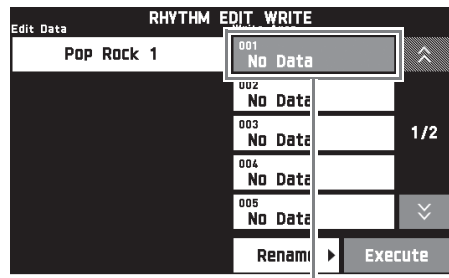 RHYTHM EDIT WRITE
Edit Data
Pop Rock 1
001
No Data
002
No Data
003
No Data
004
No Data
005
No Data
1/2
Rename
Execute